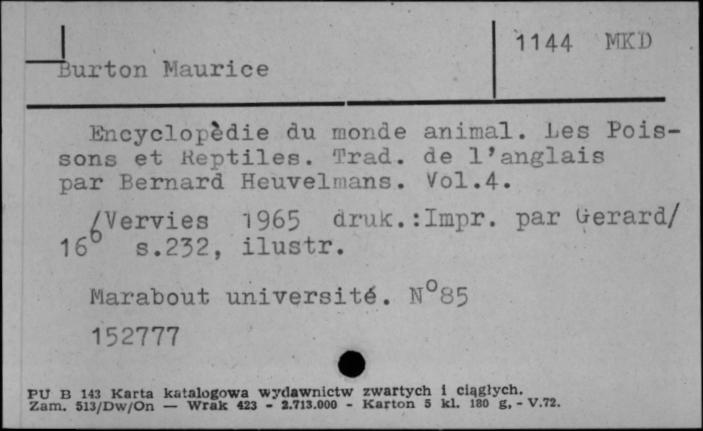 1144 MKD
Burton Maurice
Encyclopèdie du monde animal. Les Pois-
sons et Reptiles. Trad. de l'anglais
par Bernard Heuvelmans. Vol.4.
/Vervies 1965 druk.:Impr. par Gerard/
16° s.232, ilustr.
Marabout université. N°85
152777
PU B 143 Karta katalogowa wydawnictw zwartych i ciągłych.
Zam. 513/Dw/On — Wrak 423 - 2.713.000 - Karton 5 kl. 180 g, - V.72.